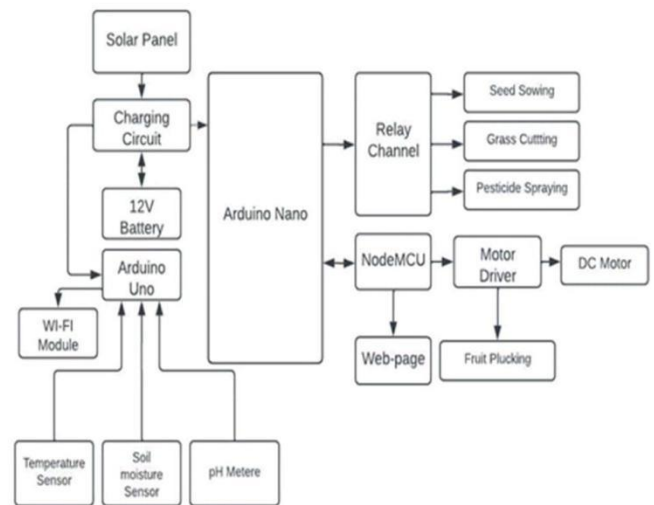 Solar Panel
Charging
Circuit
12V
Battery
Arduino
Uno
WI-FI
Module
Temperature
Sensor
Soil
moisture
Sensor
pH Metere
Arduino Nano
Relay
Channel
Seed Sowing
Grass Cuttting
Pesticide Spraying
NodeMCU
Motor
Driver
DC Motor
Web-page
Fruit Plucking